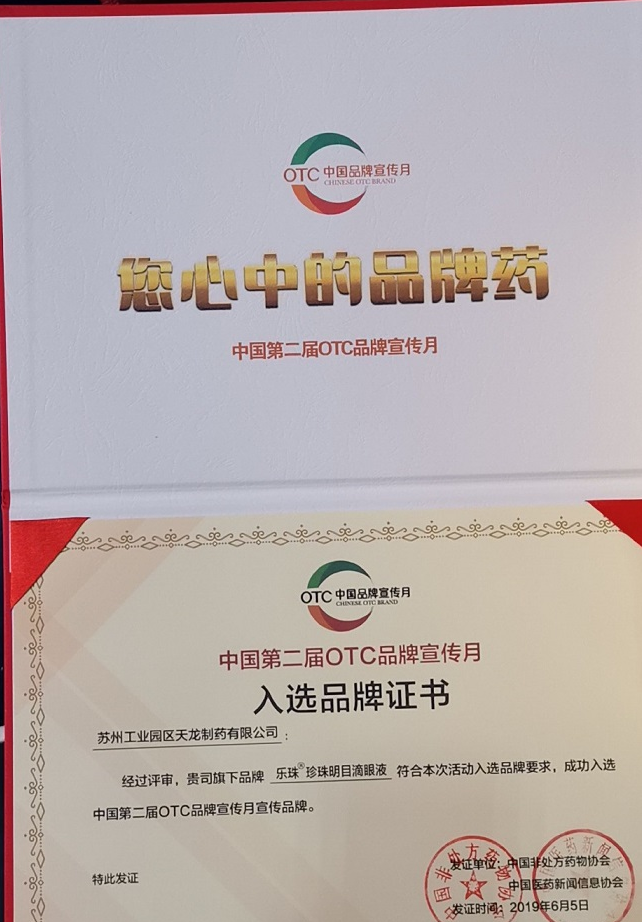 OTC 中国品牌宣传月
CHINESE OTC BRAND
您心中的品牌药
中国第二届OTC品牌宣传月
OTC 中国品牌宣传月
CHINESE OTC BRAND
中国第二届OTC品牌宣传月
入选品牌证书
苏州工业园区天龙制药有限公司：
经过评审，贵司旗下品牌 乐珠®珍珠明目滴眼液 符合本次活动入选品牌要求，成功入选
中国第二届OTC品牌宣传月宣传品牌。
特此发证
发证单位：中国非处方药物协会
中国医药新闻信息协会
发证时间：2019年6月5日